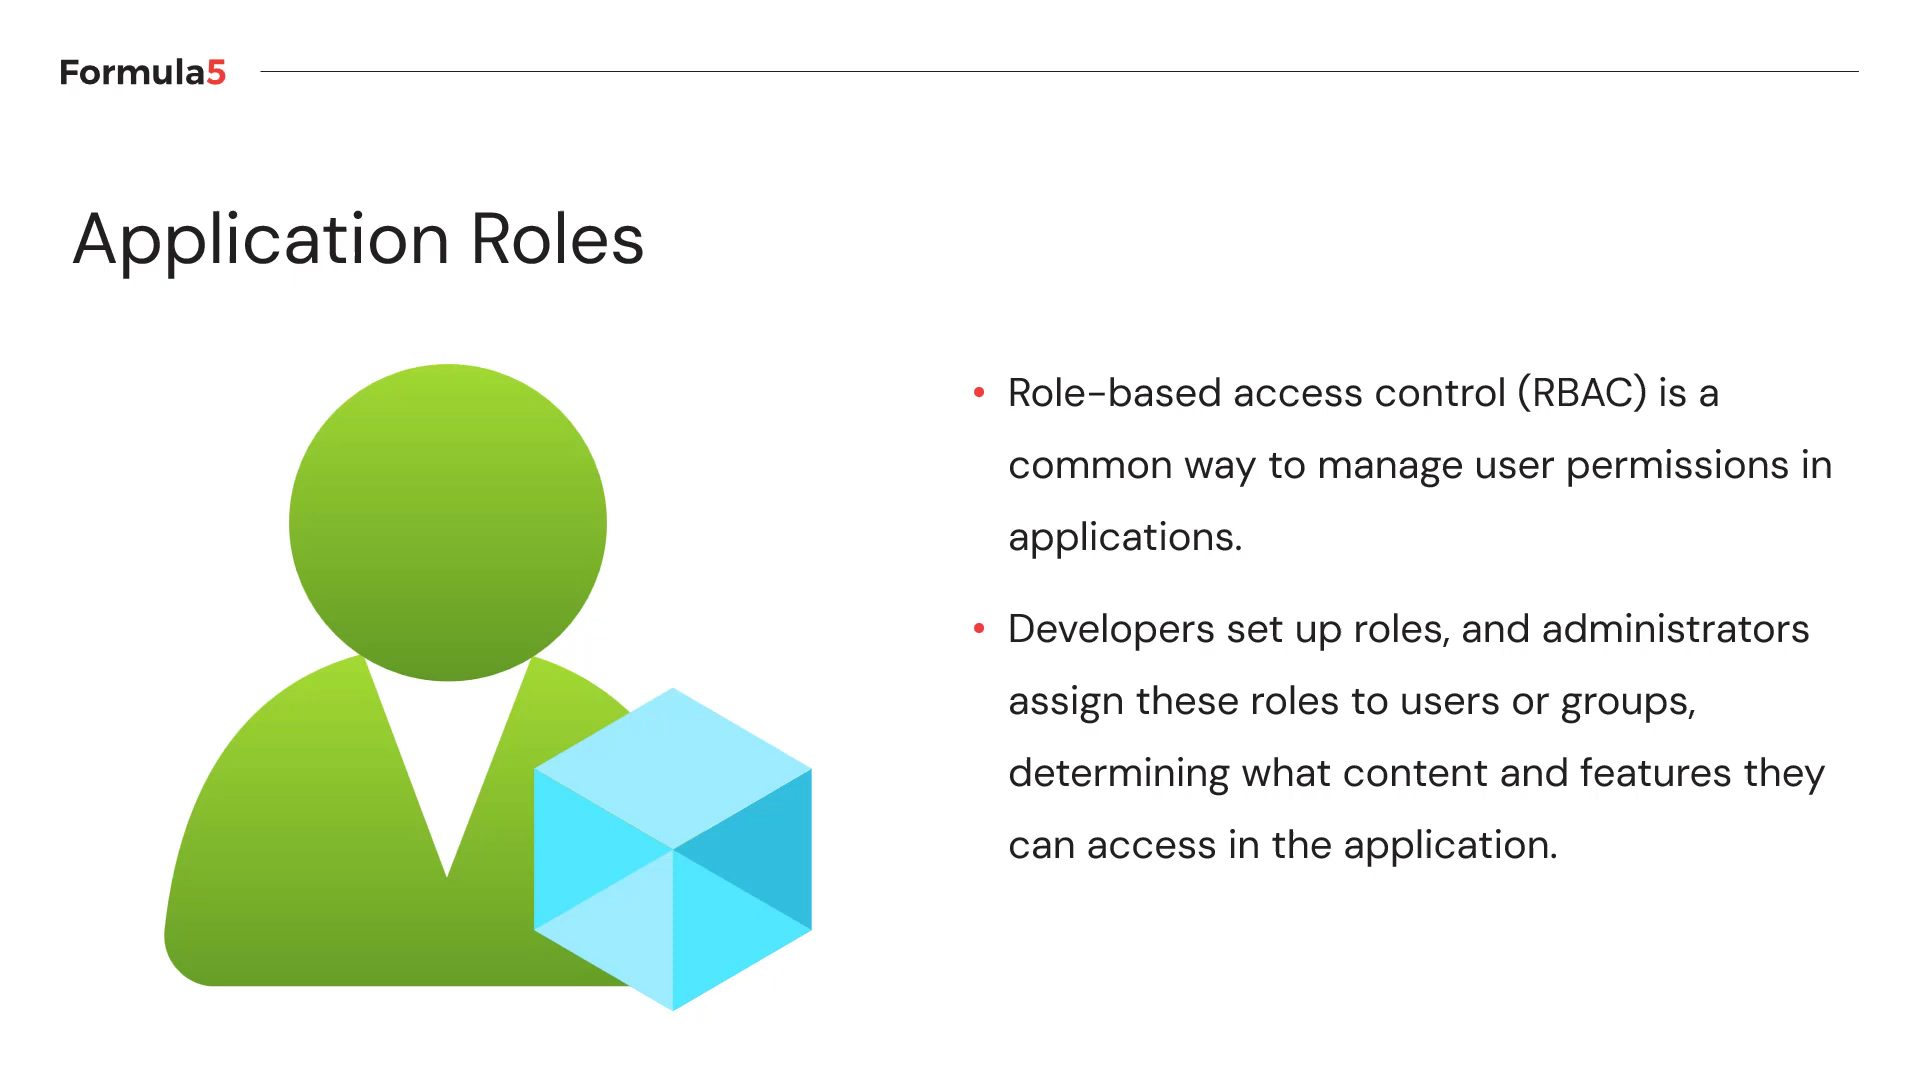 Formula5
Application Roles
• Role-based access control (RBAC) is a
common way to manage user permissions in
applications.
• Developers set up roles, and administrators
assign these roles to users or groups,
determining what content and features they
can access in the application.